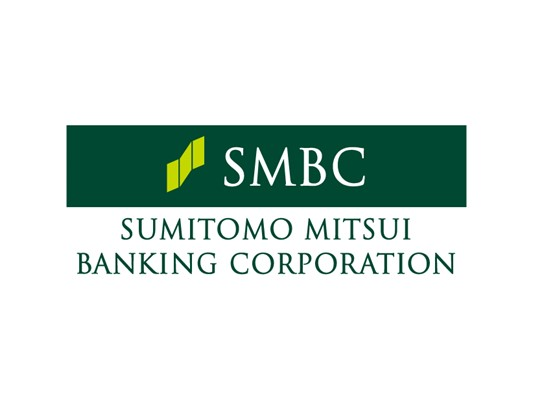 SMBC
SUMITOMO MITSUI
BANKING CORPORATION